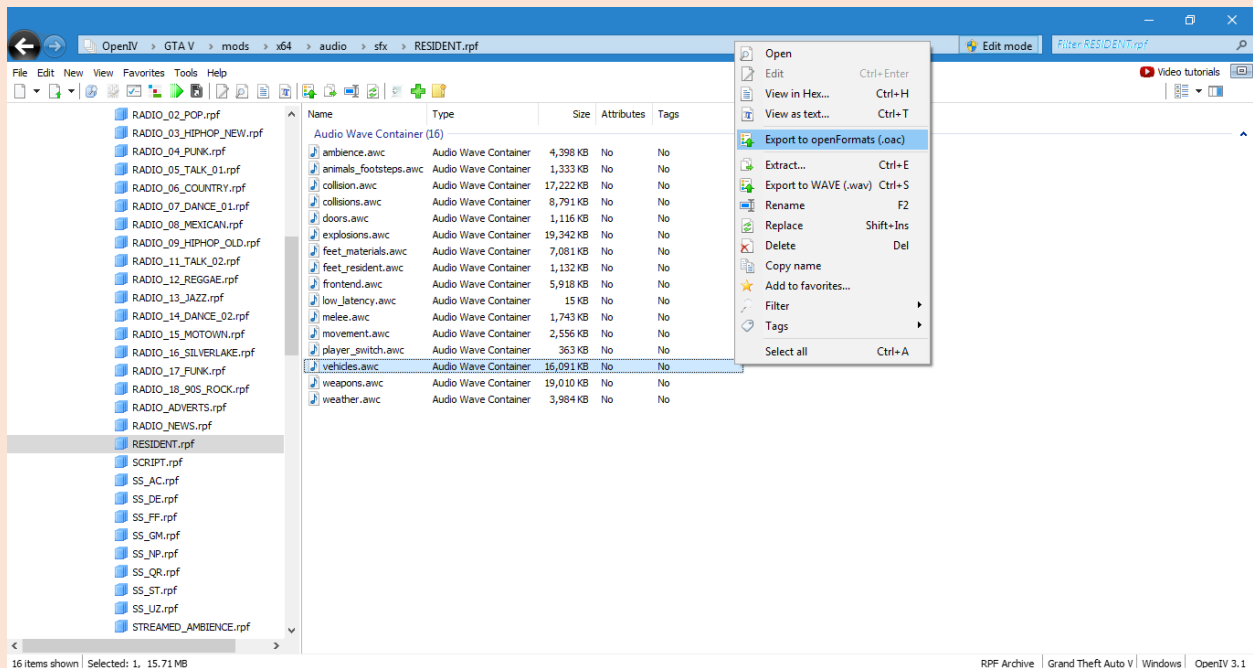 OpenIV > GTA V > mods > x64 > audio > sfx > RESIDENT.rpf
Edit mode
Filter RESIDENT.rpf
File Edit New View Favorites Tools Help
Video tutorials
RADIO_02_POP.rpf
RADIO_03_HIPHOP_NEW.rpf
RADIO_04_PUNK.rpf
RADIO_05_TALK_01.rpf
RADIO_06_COUNTRY.rpf
RADIO_07_DANCE_01.rpf
RADIO_08_MEXICAN.rpf
RADIO_09_HIPHOP_OLD.rpf
RADIO_11_TALK_02.rpf
RADIO_12_REGGAE.rpf
RADIO_13_JAZZ.rpf
RADIO_14_DANCE_02.rpf
RADIO_15_MOTOWN.rpf
RADIO_16_SILVERLAKE.rpf
RADIO_17_FUNK.rpf
RADIO_18_90S_ROCK.rpf
RADIO_ADVERTS.rpf
RADIO_NEWS.rpf
RESIDENT.rpf
SCRIPT.rpf
SS_AC.rpf
SS_DE.rpf
SS_FF.rpf
SS_GM.rpf
SS_NP.rpf
SS_QR.rpf
SS_ST.rpf
SS_UZ.rpf
STREAMED_AMBIENCE.rpf
Name Type Size Attributes Tags
Audio Wave Container (16)
ambience.awc Audio Wave Container 4,398 KB No No
animals_footsteps.awc Audio Wave Container 1,333 KB No No
collision.awc Audio Wave Container 17,222 KB No No
collisions.awc Audio Wave Container 8,791 KB No No
doors.awc Audio Wave Container 1,116 KB No No
explosions.awc Audio Wave Container 19,342 KB No No
feet_materials.awc Audio Wave Container 7,081 KB No No
feet_resident.awc Audio Wave Container 1,132 KB No No
frontend.awc Audio Wave Container 5,918 KB No No
low_latency.awc Audio Wave Container 15 KB No No
melee.awc Audio Wave Container 1,743 KB No No
movement.awc Audio Wave Container 2,556 KB No No
player_switch.awc Audio Wave Container 363 KB No No
vehicles.awc Audio Wave Container 16,091 KB No No
weapons.awc Audio Wave Container 19,010 KB No No
weather.awc Audio Wave Container 3,984 KB No No
Open
Edit Ctrl+Enter
View in Hex... Ctrl+H
View as text... Ctrl+T
Export to openFormats (.oac)
Extract... Ctrl+E
Export to WAVE (.wav) Ctrl+S
Rename F2
Replace Shift+Ins
Delete Del
Copy name
Add to favorites...
Filter
Tags
Select all Ctrl+A
16 items shown Selected: 1, 15.71 MB
RPF Archive Grand Theft Auto V Windows OpenIV 3.1